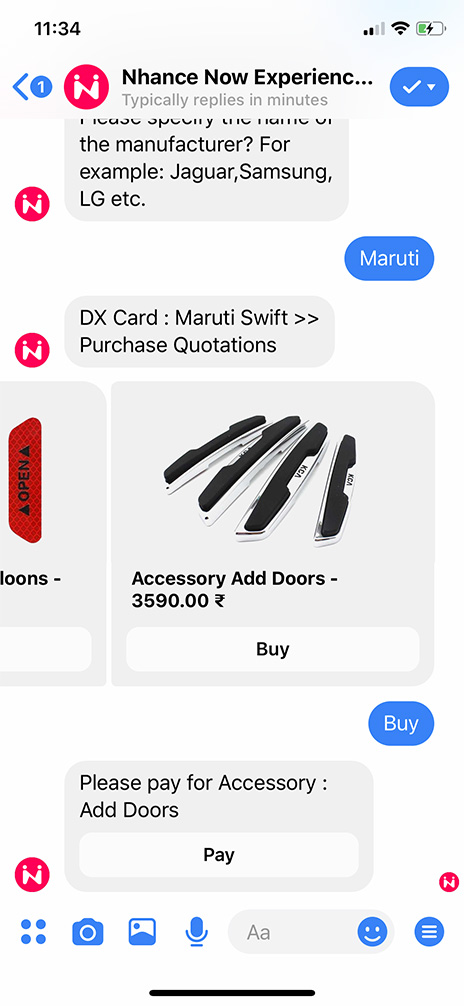 11:34
1
Nhance Now Experienc...
Typically replies in minutes
Please specify the name of
the manufacturer? For
example: Jaguar,Samsung,
LG etc.
Maruti
DX Card : Maruti Swift >>
Purchase Quotations
▲OPEN▲
KCA
KCA
loons -
Accessory Add Doors -
3590.00 ₹
Buy
Buy
Please pay for Accessory :
Add Doors
Pay
Aa